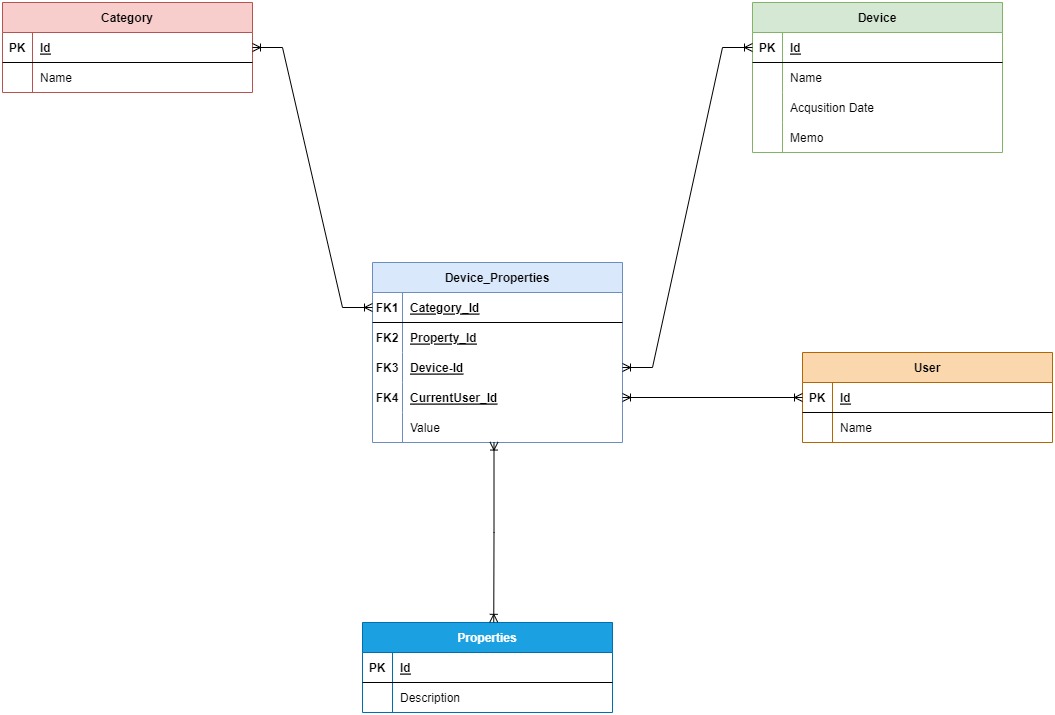 Category
PK Id
Name
Device
PK Id
Name
Acqusition Date
Memo
Device_Properties
FK1 Category_Id
FK2 Property_Id
FK3 Device-Id
FK4 CurrentUser_Id
Value
User
PK Id
Name
Properties
PK Id
Description